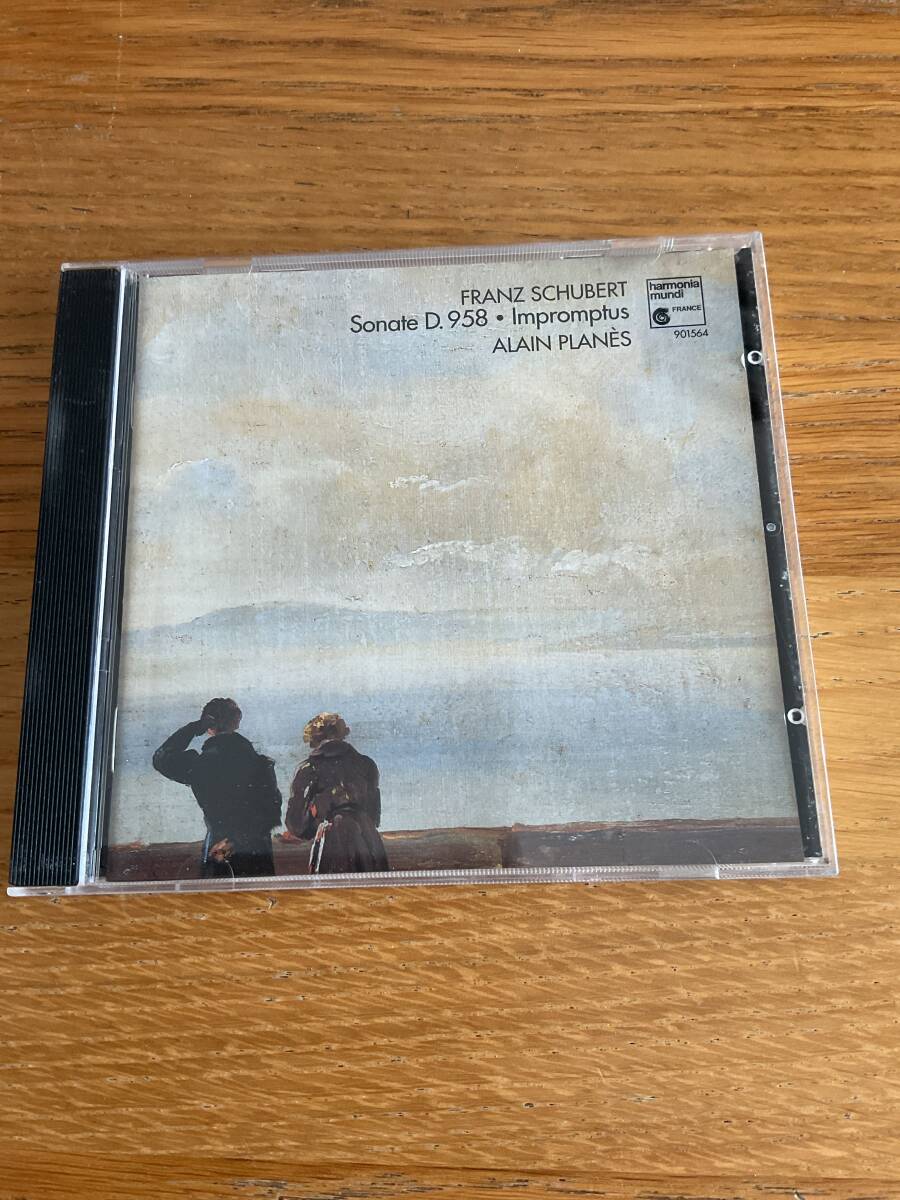 FRANZ SCHUBERT
Sonate D. 958 • Impromptus
ALAIN PLANÈS
harmonia
mundi
FRANCE
901564